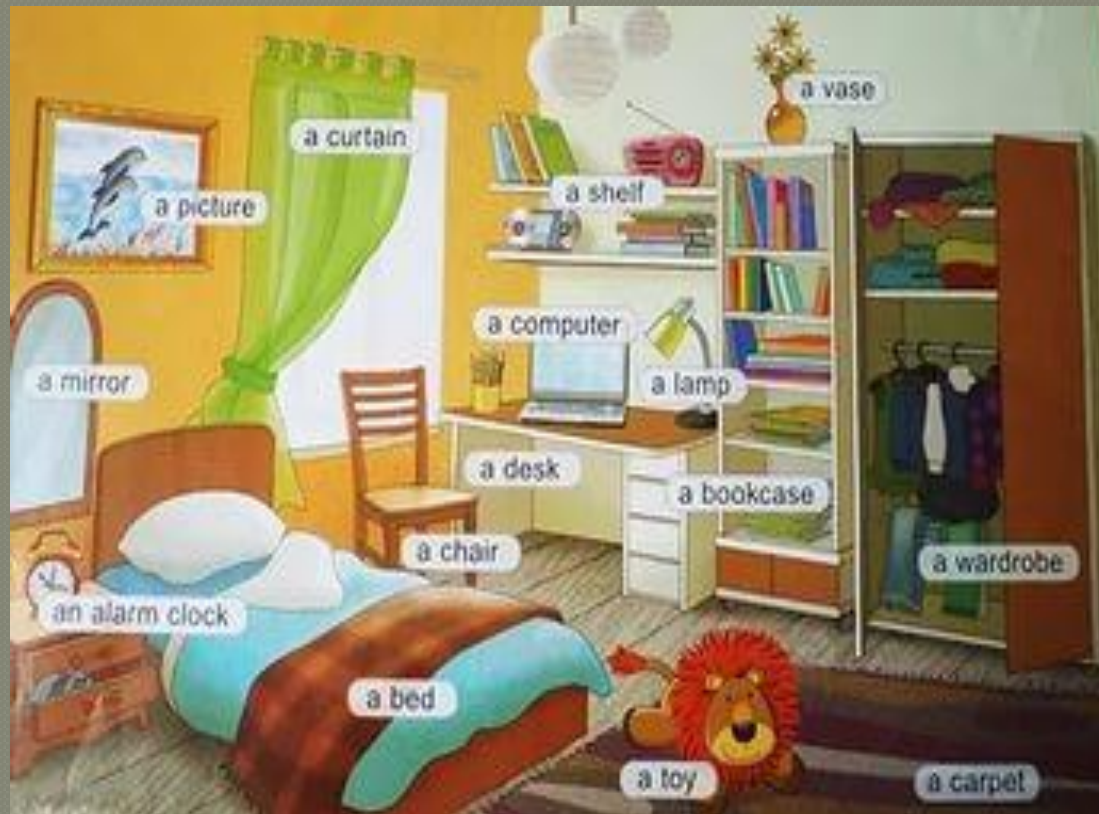 a vase
a curtain
a shelf
a picture
a computer
a mirror
a lamp
a desk
a bookcase
a chair
a wardrobe
an alarm clock
a bed
a toy
a carpet